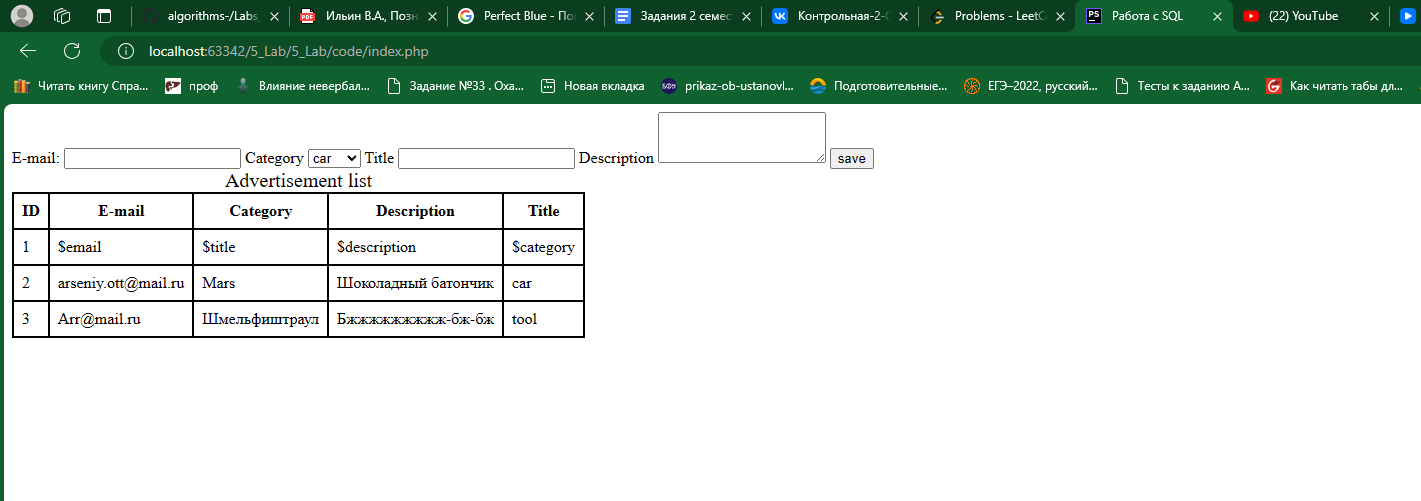 algorithms-/Labs_ Ильин В.А., Позн Perfect Blue - По Задания 2 семес Контрольная-2-( Problems - LeetC Работа с SQL (22) YouTube
localhost:63342/5_Lab/5_Lab/code/index.php
Читать книгу Спра... проф Влияние невербал... Задание №33 . Оха... Новая вкладка prikaz-ob-ustanovl... Подготовительные... ЕГЭ–2022, русский... Тесты к заданию А... Как читать табы дл...
E-mail: Category car Title Description save
Advertisement list
ID E-mail Category Description Title
1 $email $title $description $category
2 arseniy.ott@mail.ru Mars Шоколадный батончик car
3 Arr@mail.ru Шмельфиштраул Бжжжжжжжжж-бж-бж tool